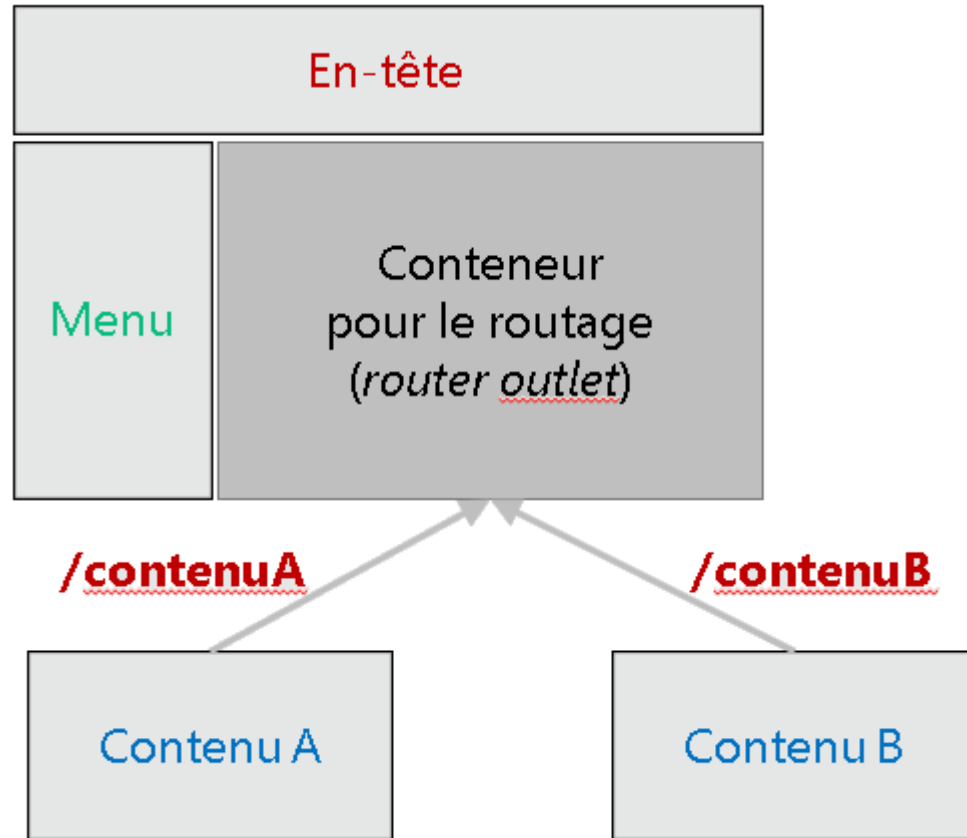 En-tête
Menu
Conteneur
pour le routage
(router outlet)
/contenuA
/contenuB
Contenu A
Contenu B